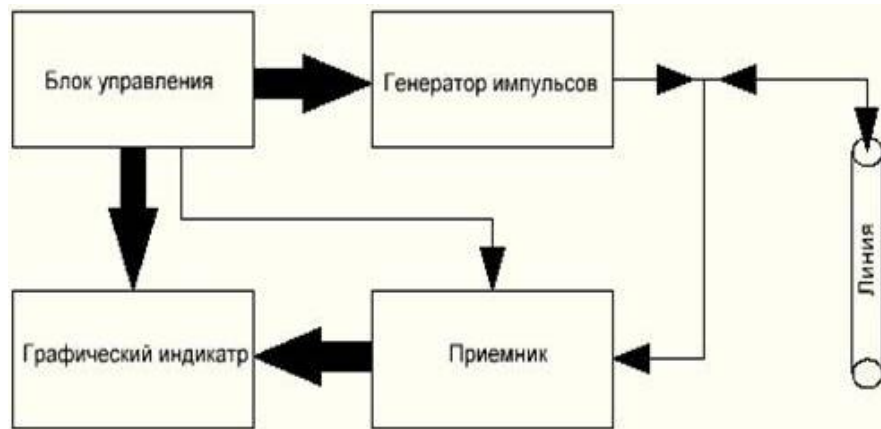 Блок управления
Генератор импульсов
Линия
Графический индикатр
Приемник